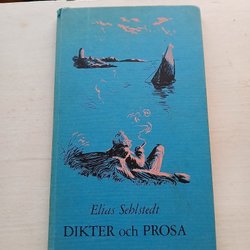 Elias Sehlstedt
DIKTER och PROSA